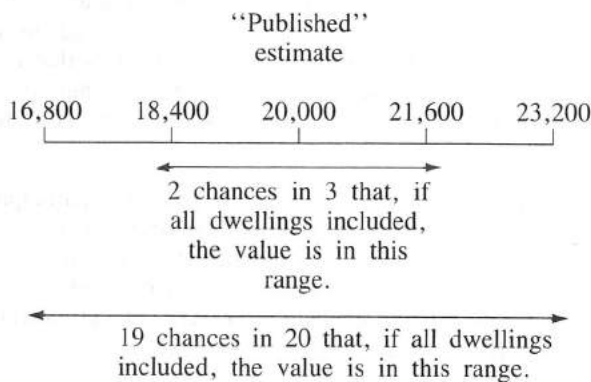 “Published”
estimate
16,800 18,400 20,000 21,600 23,200
2 chances in 3 that, if
all dwellings included,
the value is in this
range.
19 chances in 20 that, if all dwellings
included, the value is in this range.